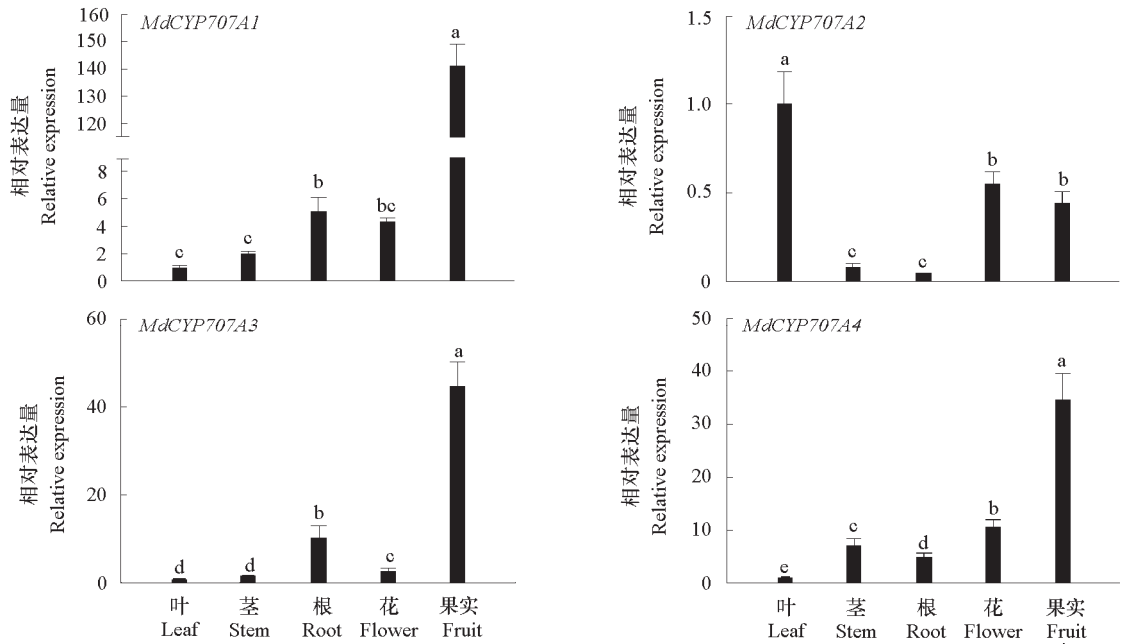 MdCYP707A1
160
150
140
130
120
8
6
4
2
0
相对表达量
Relative expression
c
c
b
bc
a
MdCYP707A2
1.5
1.0
0.5
0
相对表达量
Relative expression
a
c
c
b
b
MdCYP707A3
60
40
20
0
相对表达量
Relative expression
d
d
b
c
a
叶 茎 根 花 果实
Leaf Stem Root Flower Fruit
MdCYP707A4
50
40
30
20
10
0
相对表达量
Relative expression
e
c
d
b
a
叶 茎 根 花 果实
Leaf Stem Root Flower Fruit